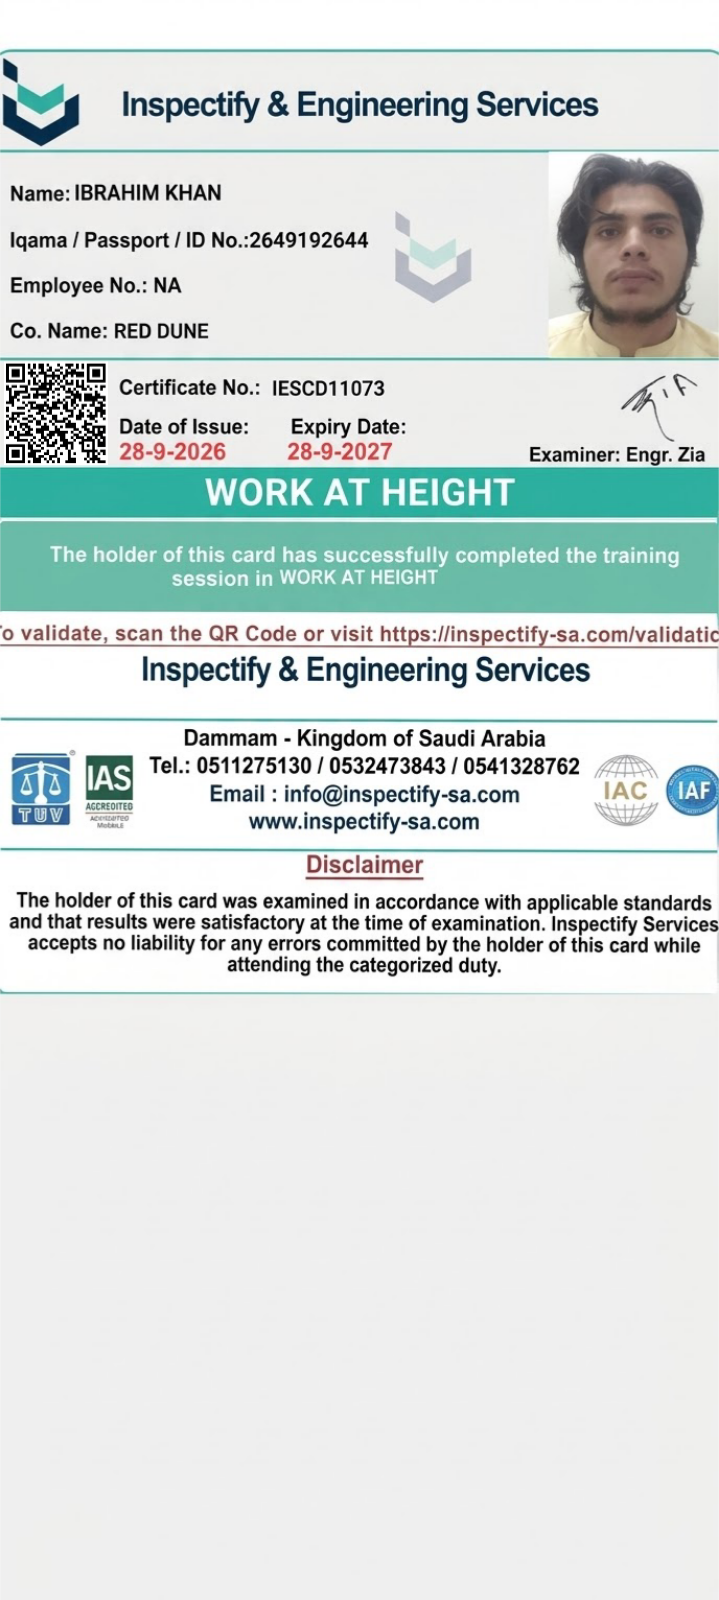 Inspectify & Engineering Services
Name: IBRAHIM KHAN
Iqama / Passport / ID No.:2649192644
Employee No.: NA
Co. Name: RED DUNE
Certificate No.: IESCD11073
Date of Issue: Expiry Date:
28-9-2026 28-9-2027
Examiner: Engr. Zia
WORK AT HEIGHT
The holder of this card has successfully completed the training
session in WORK AT HEIGHT
To validate, scan the QR Code or visit https://inspectify-sa.com/validatic
Inspectify & Engineering Services
Dammam - Kingdom of Saudi Arabia
Tel.: 0511275130 / 0532473843 / 0541328762
Email : info@inspectify-sa.com
www.inspectify-sa.com
TUV
IAS
ACCREDITED
IAC
IAF
Disclaimer
The holder of this card was examined in accordance with applicable standards
and that results were satisfactory at the time of examination. Inspectify Services
accepts no liability for any errors committed by the holder of this card while
attending the categorized duty.